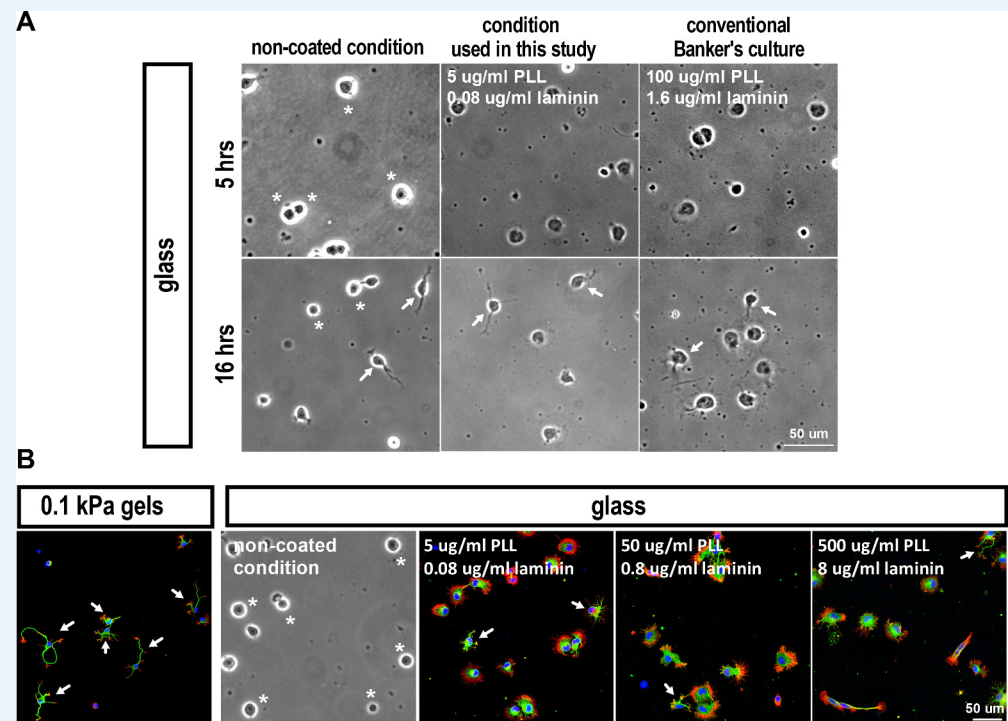 A
non-coated condition
condition
used in this study
conventional
Banker's culture
glass
5 hrs
*
*
*
*
5 ug/ml PLL
0.08 ug/ml laminin
100 ug/ml PLL
1.6 ug/ml laminin
16 hrs
*
*
50 um
B
0.1 kPa gels
glass
non-coated
condition
*
*
*
*
*
*
5 ug/ml PLL
0.08 ug/ml laminin
50 ug/ml PLL
0.8 ug/ml laminin
500 ug/ml PLL
8 ug/ml laminin
50 um